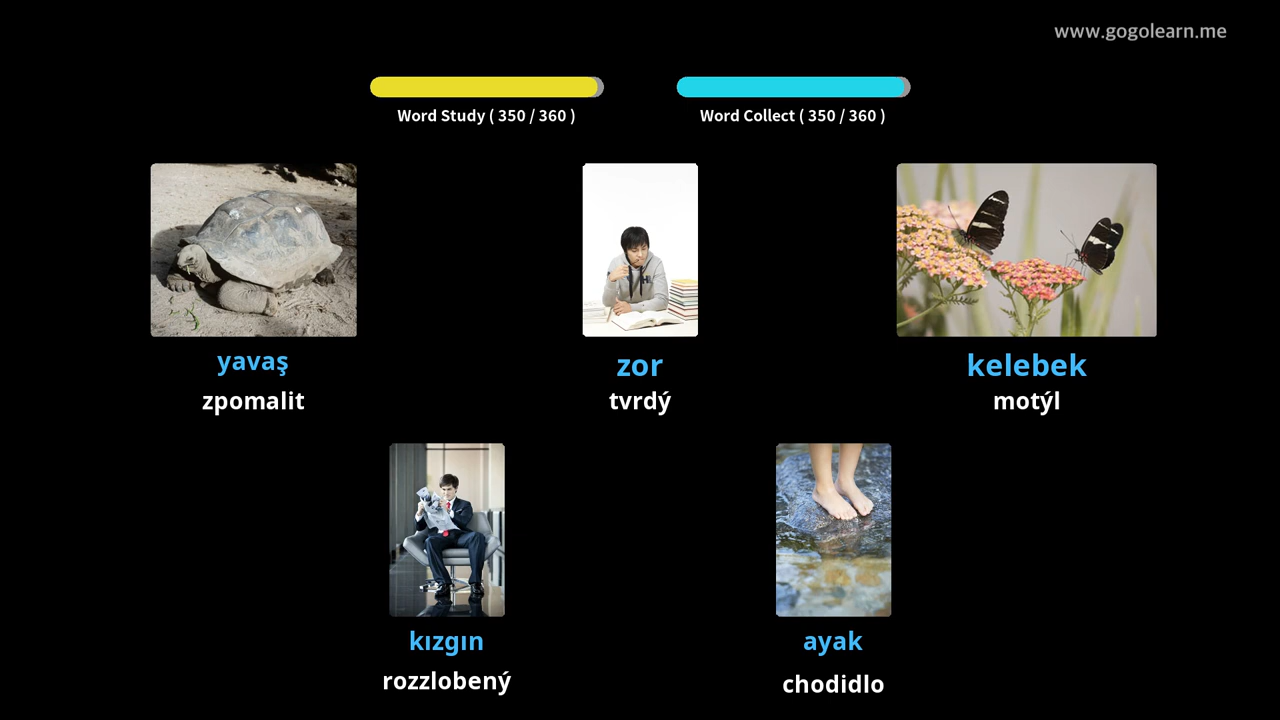 www.gogolearn.me
Word Study ( 350 / 360 )
Word Collect ( 350 / 360 )
yavaş
zpomalit
zor
tvrdý
kelebek
motýl
kızgın
rozzlobený
ayak
chodidlo